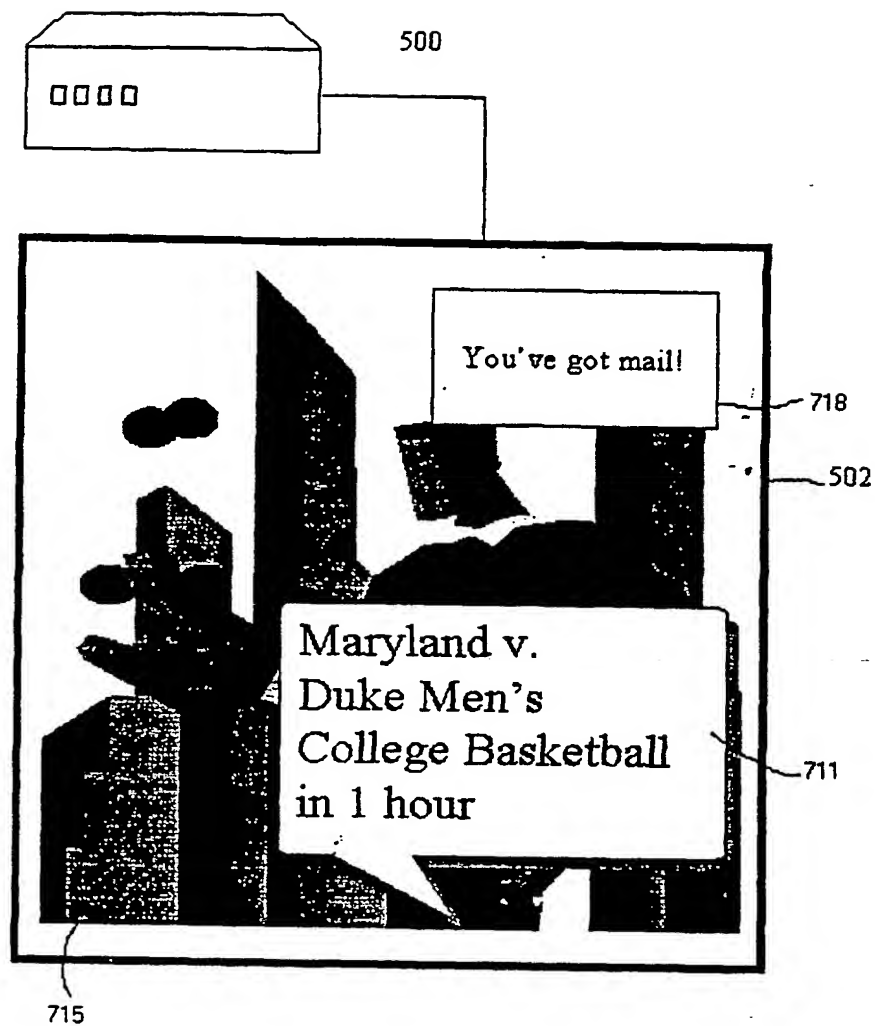 500
You've got mail!
718
502
Maryland v.
Duke Men's
College Basketball
in 1 hour
711
715